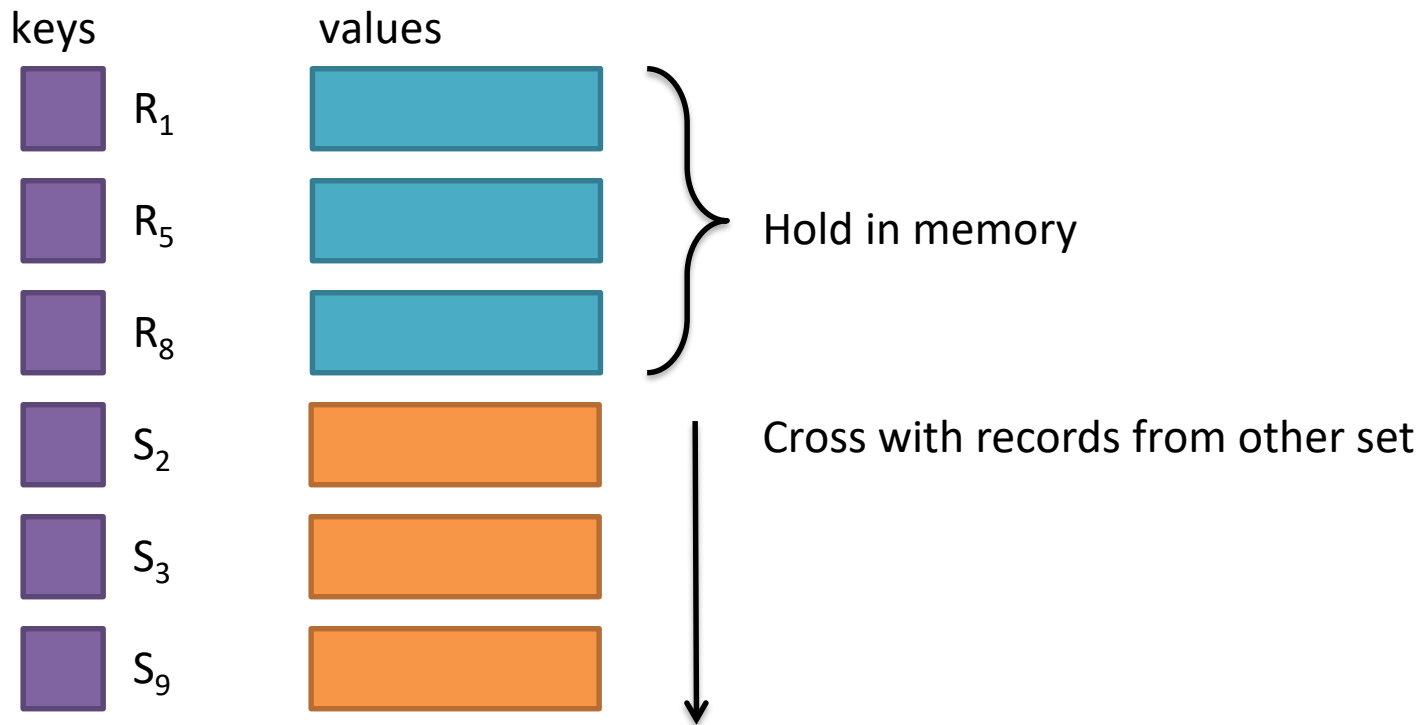 keys values
R₁
R₅
Hold in memory
R₈
S₂ Cross with records from other set
S₃
S₉